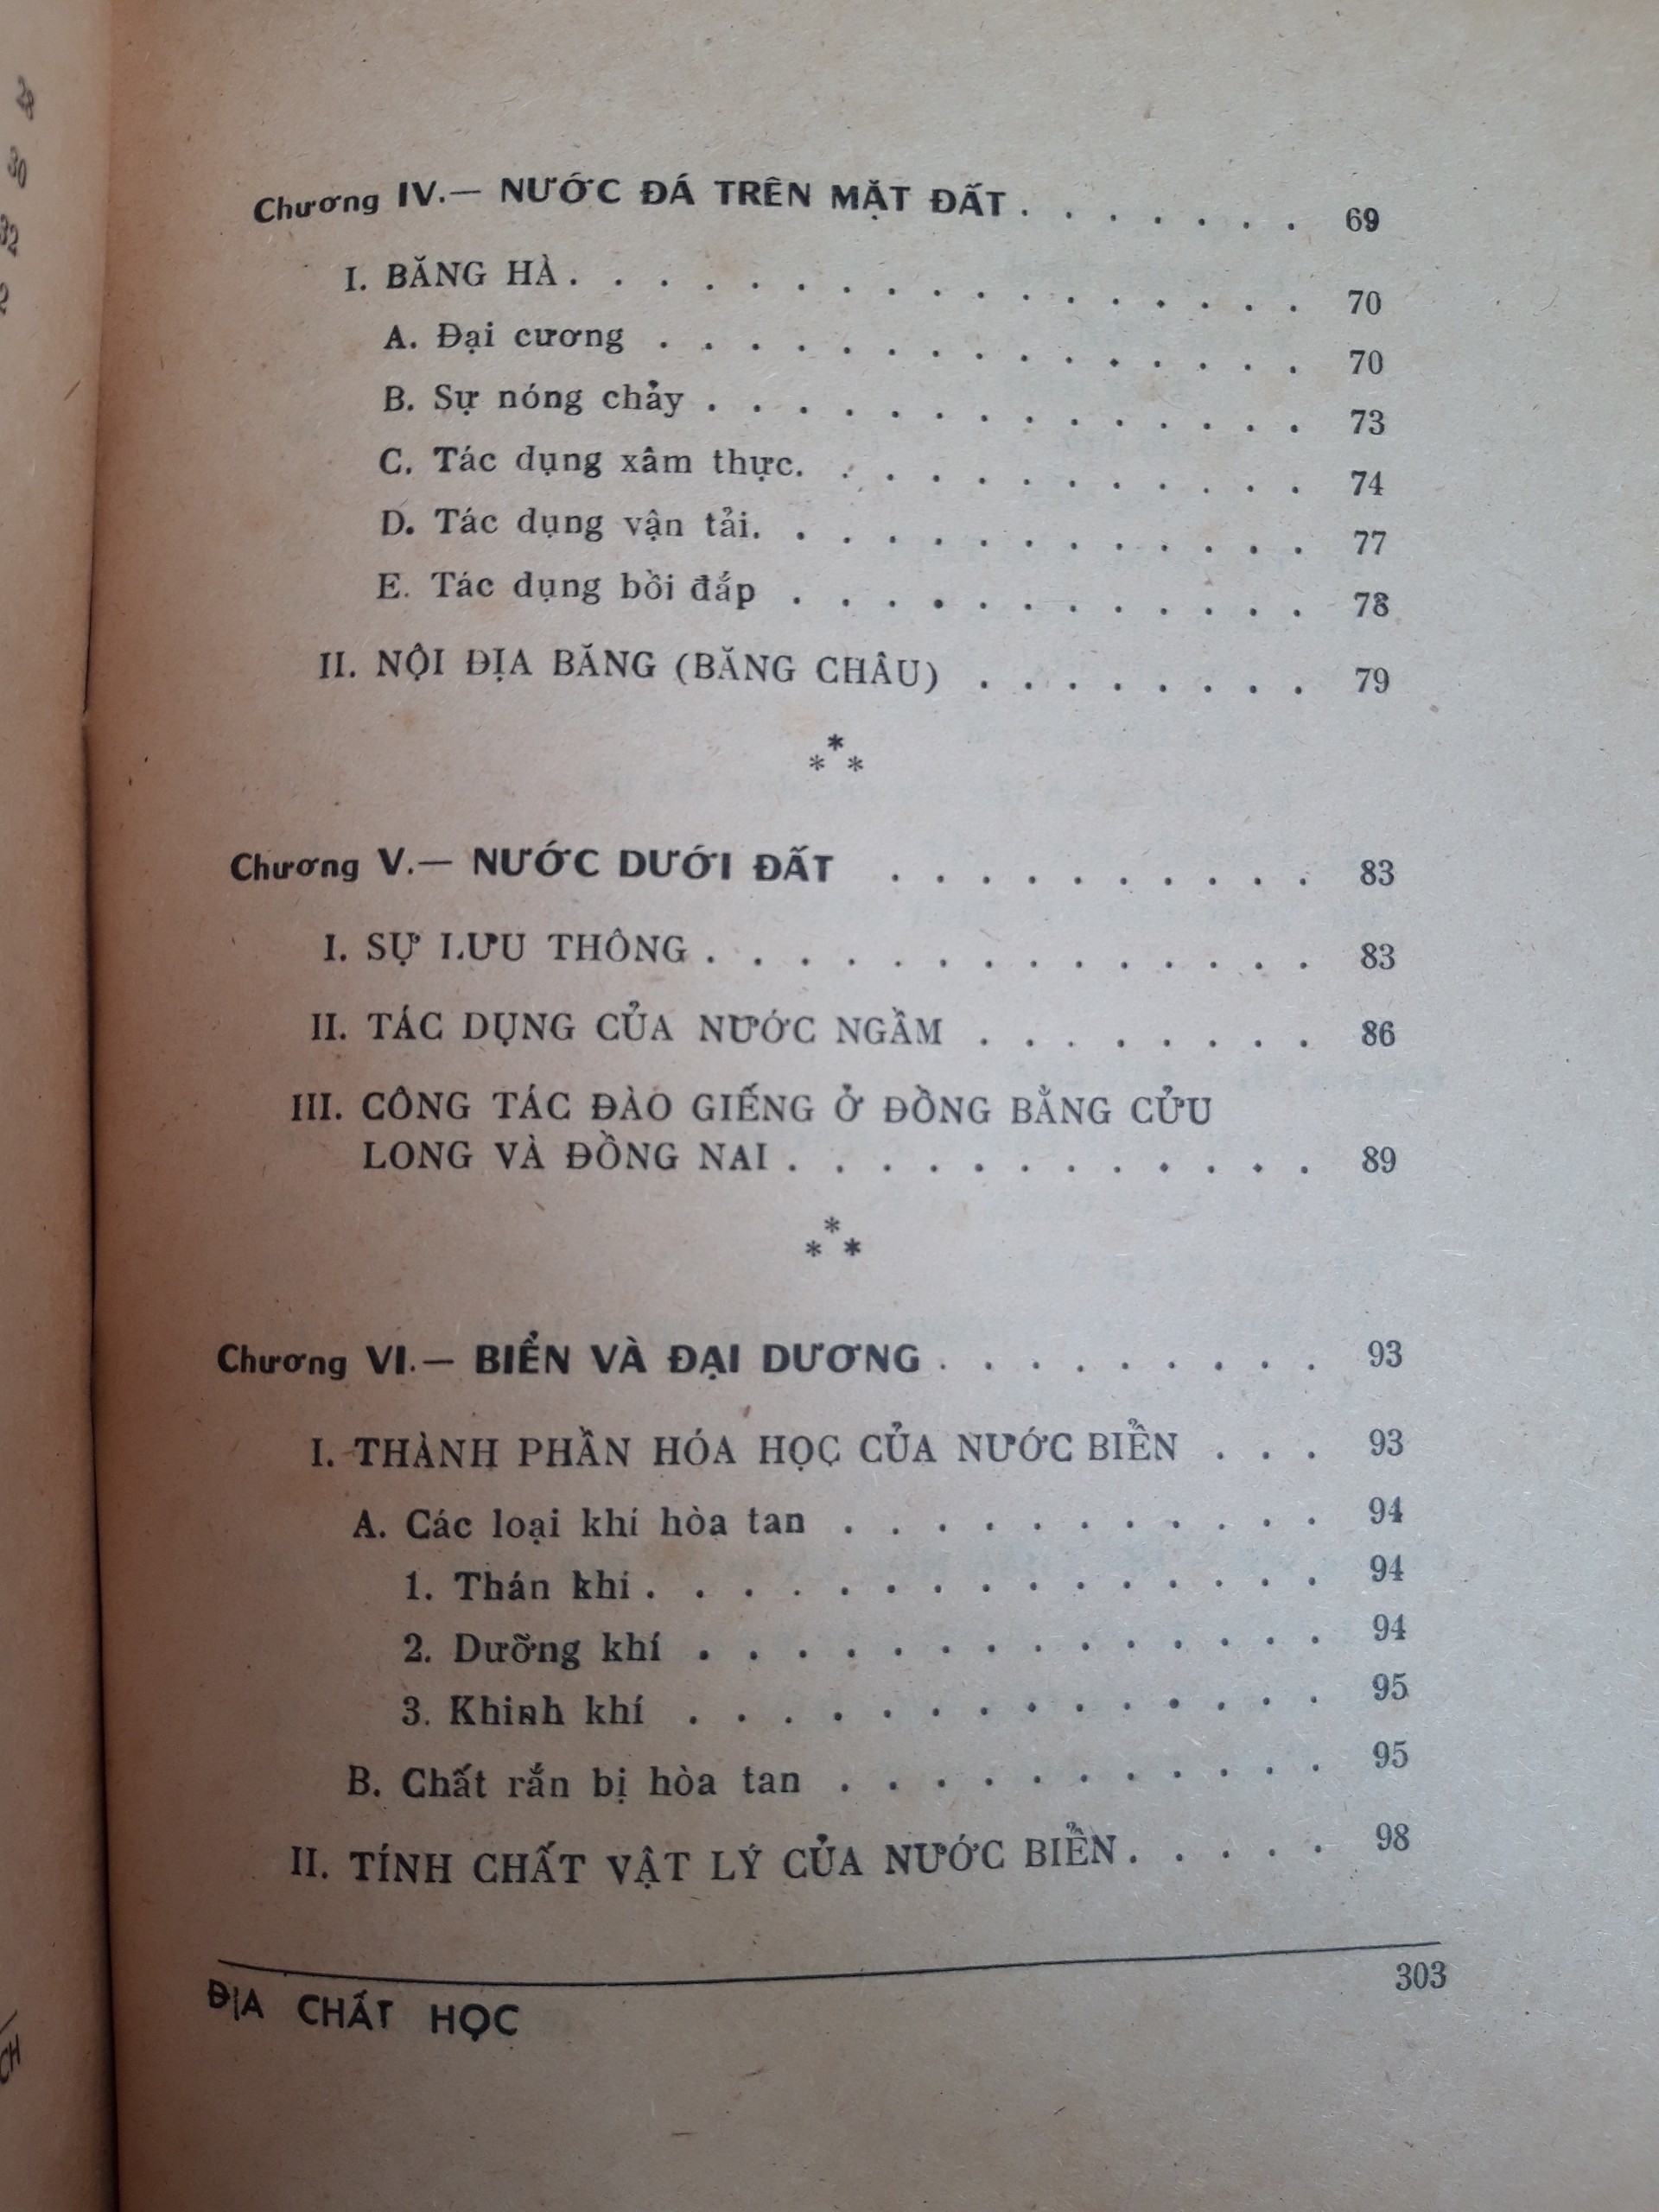 28
30
32
2
Chương IV.— NƯỚC ĐÁ TRÊN MẶT ĐẤT . . . . . . . 69
I. BĂNG HÀ . . . . . . . . . . . . . . . . . 70
A. Đại cương . . . . . . . . . . . . . . . 70
B. Sự nóng chảy . . . . . . . . . . . . . . 73
C. Tác dụng xâm thực. . . . . . . . . . . . 74
D. Tác dụng vận tải. . . . . . . . . . . . . 77
E. Tác dụng bồi đắp . . . . . . . . . . . . 78
II. NỘI ĐỊA BĂNG (BĂNG CHÂU) . . . . . . . . 79
*
* *
Chương V.— NƯỚC DƯỚI ĐẤT . . . . . . . . . . 83
I. SỰ LƯU THÔNG . . . . . . . . . . . . . . 83
II. TÁC DỤNG CỦA NƯỚC NGẦM . . . . . . . . 86
III. CÔNG TÁC ĐÀO GIẾNG Ở ĐỒNG BẰNG CỬU
LONG VÀ ĐỒNG NAI . . . . . . . . . . . . 89
*
* *
Chương VI.— BIỂN VÀ ĐẠI DƯƠNG . . . . . . . . . 93
I. THÀNH PHẦN HÓA HỌC CỦA NƯỚC BIỂN . . . 93
A. Các loại khí hòa tan . . . . . . . . . . . 94
1. Thán khí . . . . . . . . . . . . . . . 94
2. Dưỡng khí . . . . . . . . . . . . . . 94
3. Khinh khí . . . . . . . . . . . . . . 95
B. Chất rắn bị hòa tan . . . . . . . . . . . 95
II. TÍNH CHẤT VẬT LÝ CỦA NƯỚC BIỂN . . . . . 98
ĐỊA CHẤT HỌC 303
CH